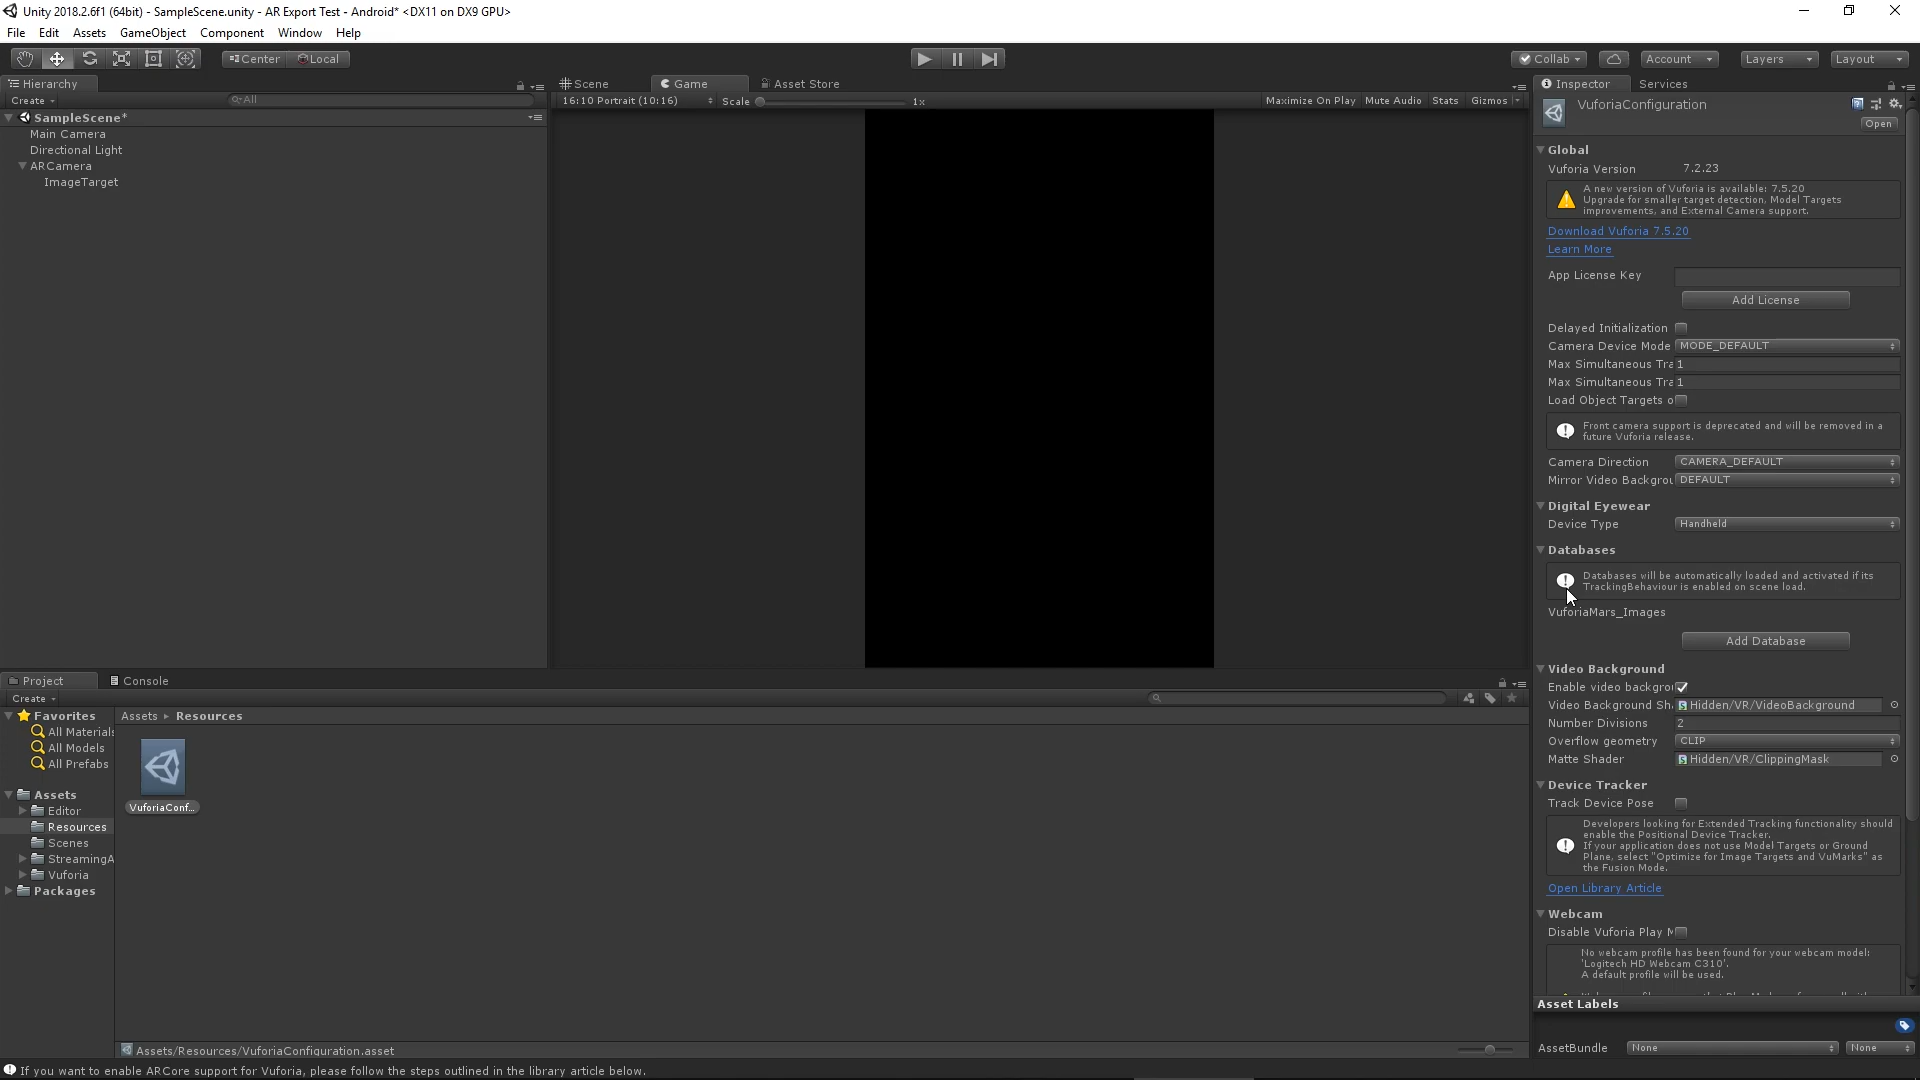 Unity 2018.2.6f1 (64bit) - SampleScene.unity - AR Export Test - Android* <DX11 on DX9 GPU>
File Edit Assets GameObject Component Window Help
Center Local Collab Account Layers Layout
Hierarchy
Create All
SampleScene*
Main Camera
Directional Light
ARCamera
ImageTarget
Scene Game Asset Store
16:10 Portrait (10:16) Scale 1x Maximize On Play Mute Audio Stats Gizmos
Inspector Services
VuforiaConfiguration
Open
Global
Vuforia Version 7.2.23
A new version of Vuforia is available: 7.5.20
Upgrade for smaller target detection, Model Targets
improvements, and External Camera support.
Download Vuforia 7.5.20
Learn More
App License Key
Add License
Delayed Initialization
Camera Device Mode MODE_DEFAULT
Max Simultaneous Tra 1
Max Simultaneous Tra 1
Load Object Targets o
Front camera support is deprecated and will be removed in a
future Vuforia release.
Camera Direction CAMERA_DEFAULT
Mirror Video Backgrou DEFAULT
Digital Eyewear
Device Type Handheld
Databases
Databases will be automatically loaded and activated if its
TrackingBehaviour is enabled on scene load.
VuforiaMars_Images
Add Database
Video Background
Enable video backgrou
Video Background Sh Hidden/VR/VideoBackground
Number Divisions 2
Overflow geometry CLIP
Matte Shader Hidden/VR/ClippingMask
Device Tracker
Track Device Pose
Developers looking for Extended Tracking functionality should
enable the Positional Device Tracker.
If your application does not use Model Targets or Ground
Plane, select "Optimize for Image Targets and VuMarks" as
the Fusion Mode.
Open Library Article
Webcam
Disable Vuforia Play M
No webcam profile has been found for your webcam model:
'Logitech HD Webcam C310'.
A default profile will be used.
Asset Labels
AssetBundle None None
Project Console
Create
Favorites
All Materials
All Models
All Prefabs
Assets
Editor
Resources
Scenes
StreamingA
Vuforia
Packages
Assets Resources
VuforiaConf...
Assets/Resources/VuforiaConfiguration.asset
If you want to enable ARCore support for Vuforia, please follow the steps outlined in the library article below.